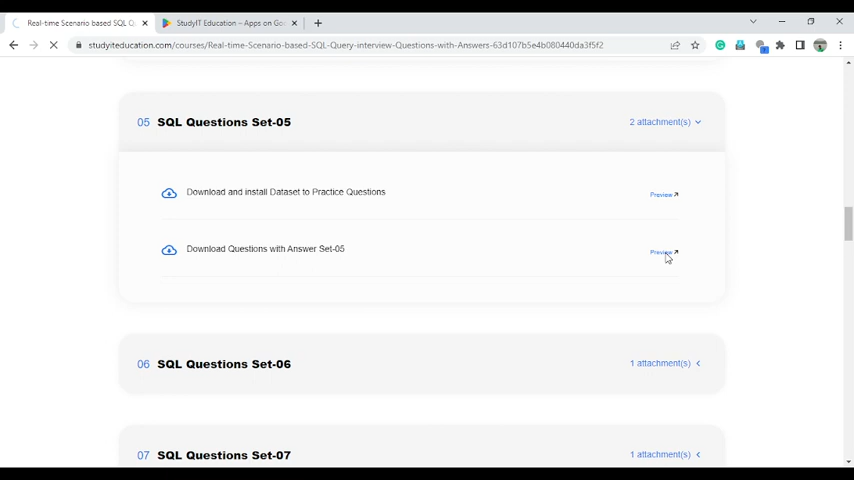 Real-time Scenario based SQL Qu
StudyIT Education – Apps on Goo
studyiteducation.com/courses/Real-time-Scenario-based-SQL-Query-interview-Questions-with-Answers-63d107b5e4b080440da3f5f2
05 SQL Questions Set-05 2 attachment(s)
Download and install Dataset to Practice Questions Preview
Download Questions with Answer Set-05 Preview
06 SQL Questions Set-06 1 attachment(s)
07 SQL Questions Set-07 1 attachment(s)